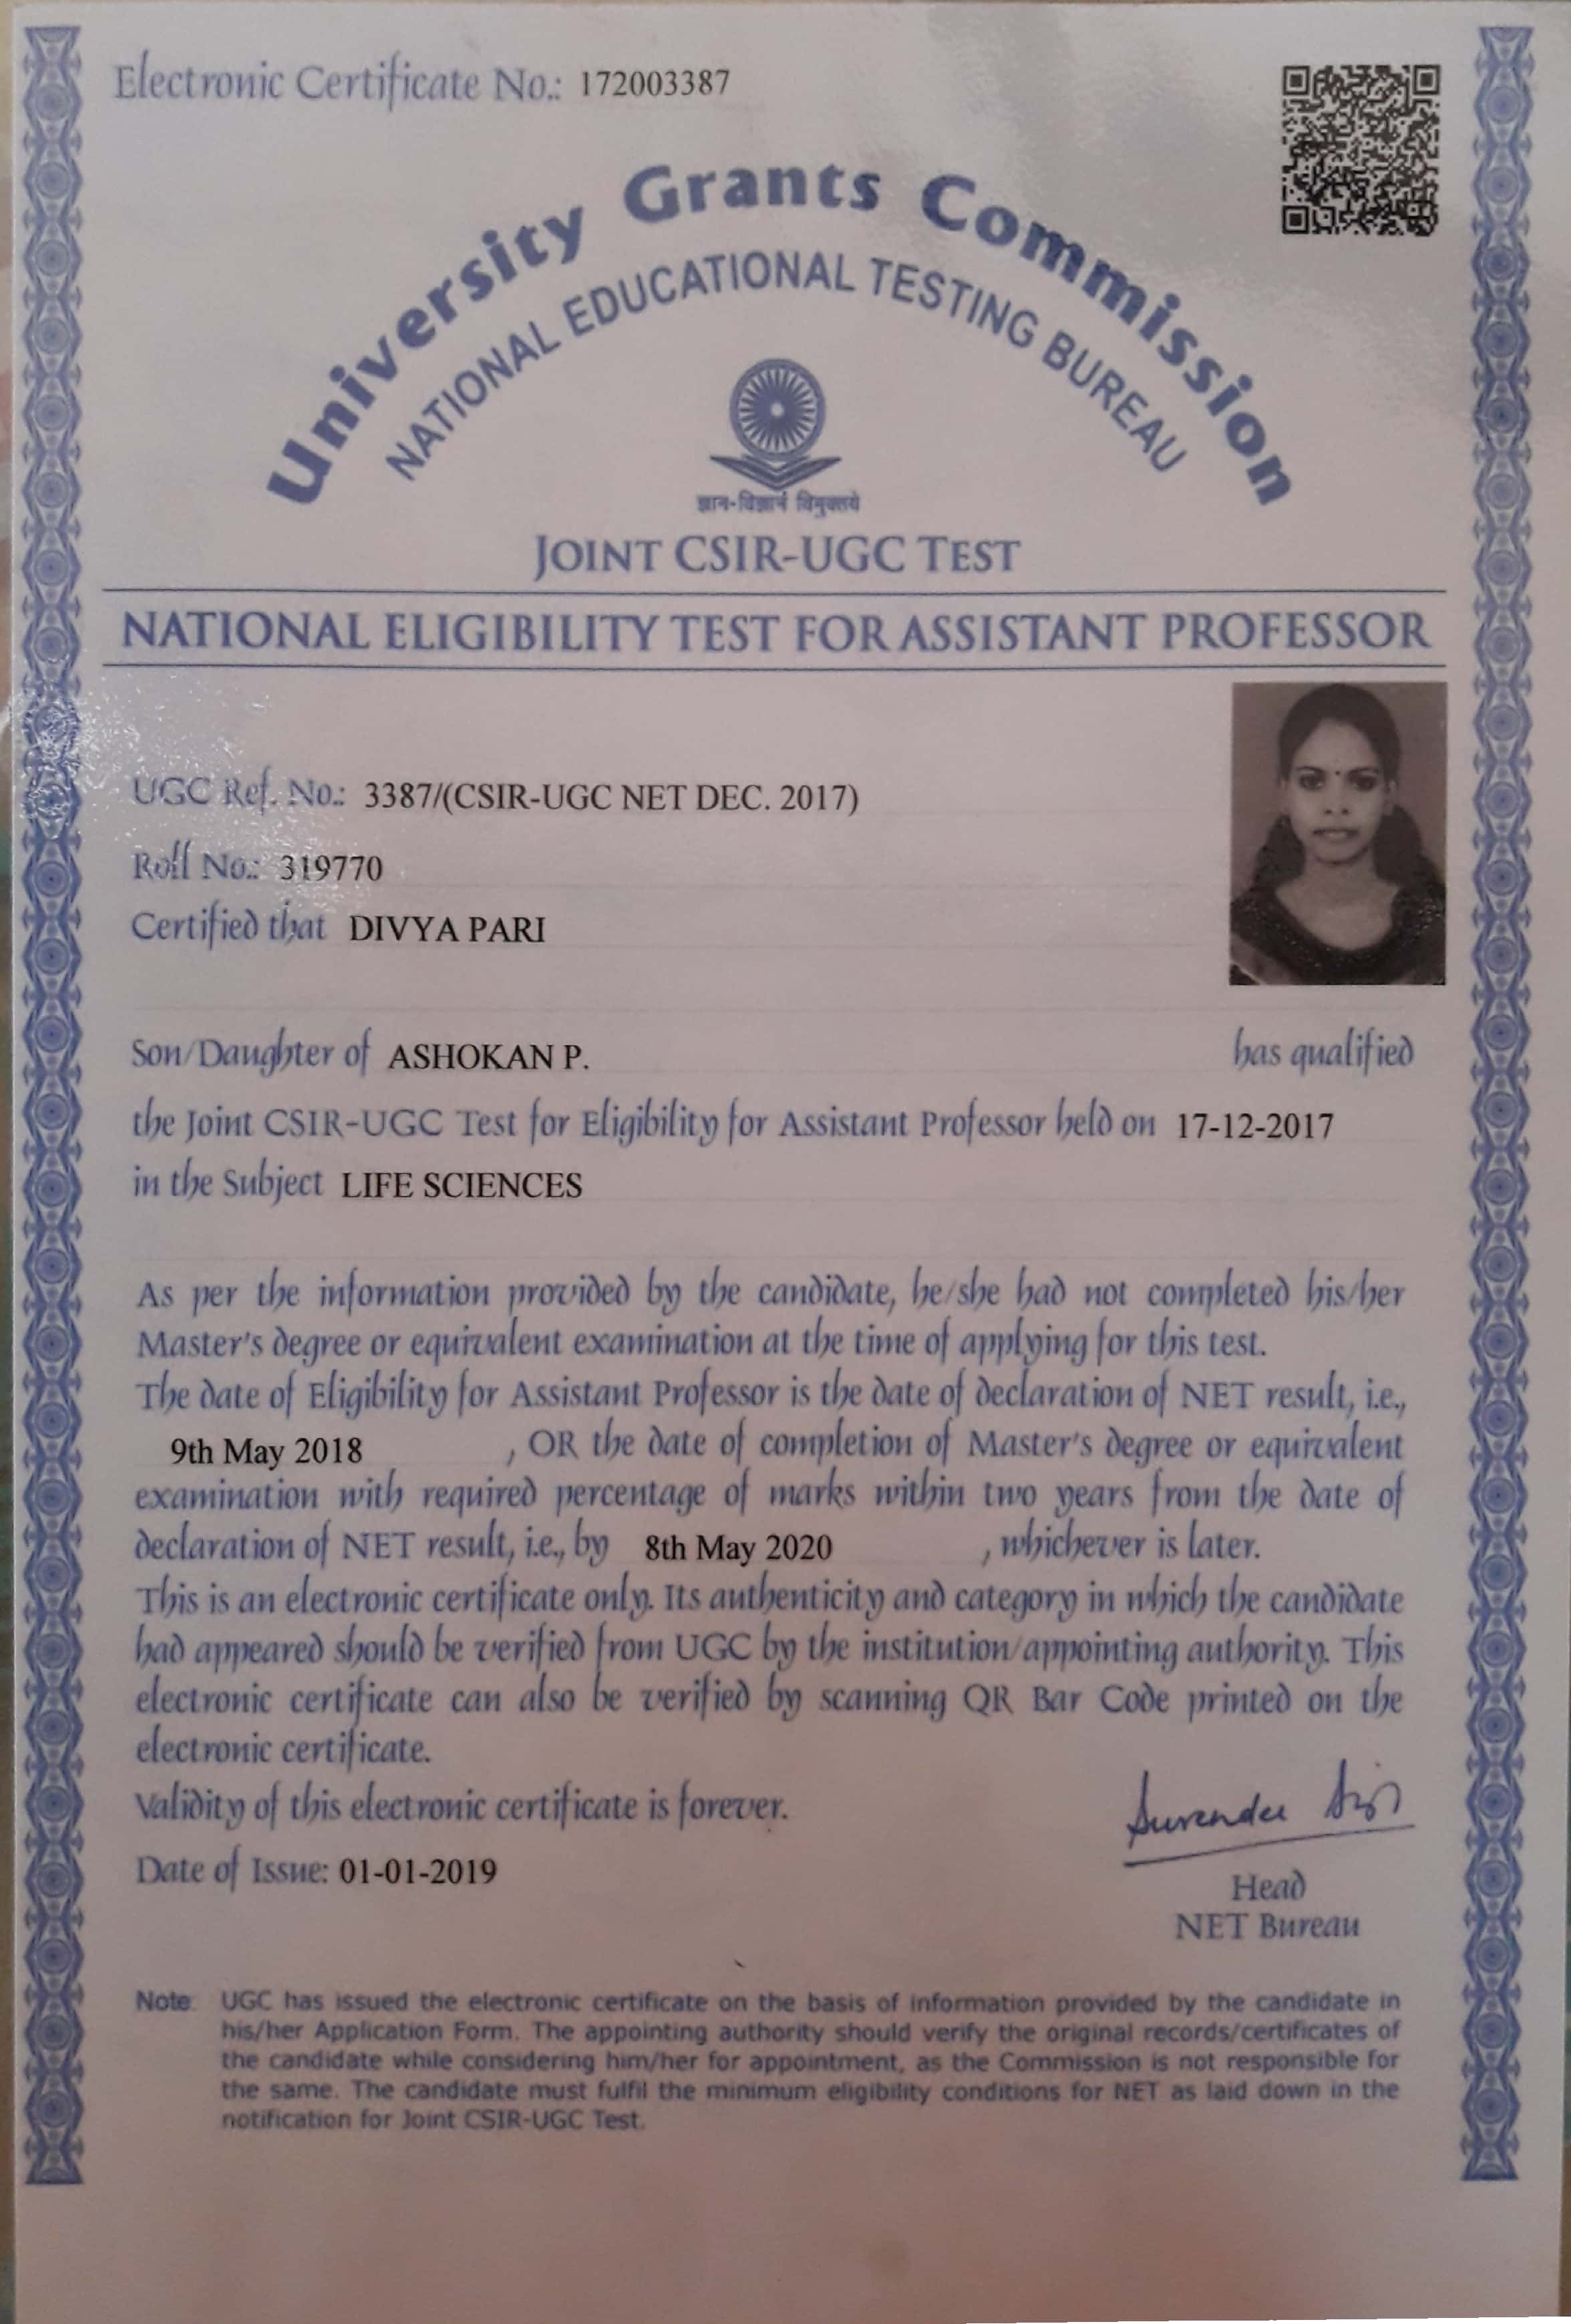 Electronic Certificate No.: 172003387
University Grants Commission
NATIONAL EDUCATIONAL TESTING BUREAU
ज्ञान-विज्ञानं विमुक्तये
JOINT CSIR-UGC TEST
NATIONAL ELIGIBILITY TEST FOR ASSISTANT PROFESSOR
UGC Ref. No.: 3387/(CSIR-UGC NET DEC. 2017)
Roll No.: 319770
Certified that DIVYA PARI
Son/Daughter of ASHOKAN P. has qualified
the Joint CSIR-UGC Test for Eligibility for Assistant Professor held on 17-12-2017
in the Subject LIFE SCIENCES
As per the information provided by the candidate, he/she had not completed his/her
Master's degree or equivalent examination at the time of applying for this test.
The date of Eligibility for Assistant Professor is the date of declaration of NET result, i.e.,
9th May 2018 , OR the date of completion of Master's degree or equivalent
examination with required percentage of marks within two years from the date of
declaration of NET result, i.e., by 8th May 2020 , whichever is later.
This is an electronic certificate only. Its authenticity and category in which the candidate
had appeared should be verified from UGC by the institution/appointing authority. This
electronic certificate can also be verified by scanning QR Bar Code printed on the
electronic certificate.
Validity of this electronic certificate is forever.
Date of Issue: 01-01-2019
Head
NET Bureau
Note: UGC has issued the electronic certificate on the basis of information provided by the candidate in
his/her Application Form. The appointing authority should verify the original records/certificates of
the candidate while considering him/her for appointment, as the Commission is not responsible for
the same. The candidate must fulfil the minimum eligibility conditions for NET as laid down in the
notification for Joint CSIR-UGC Test.